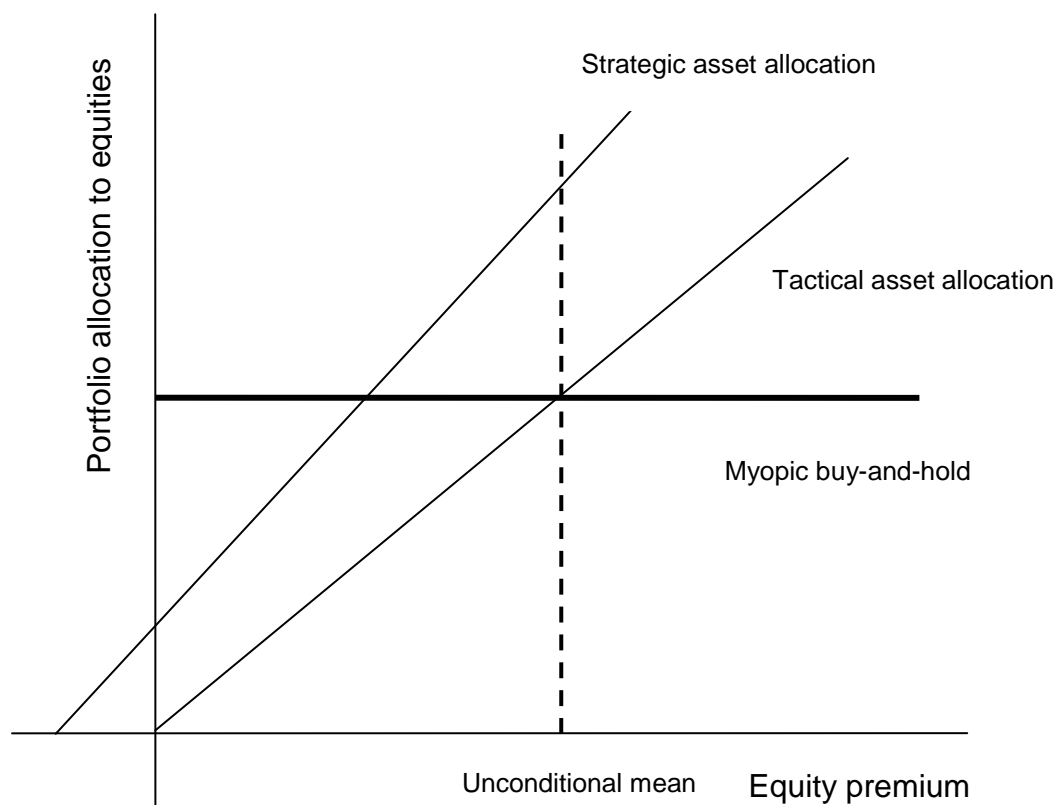 Strategic asset allocation
Portfolio allocation to equities
Tactical asset allocation
Myopic buy-and-hold
Unconditional mean
Equity premium